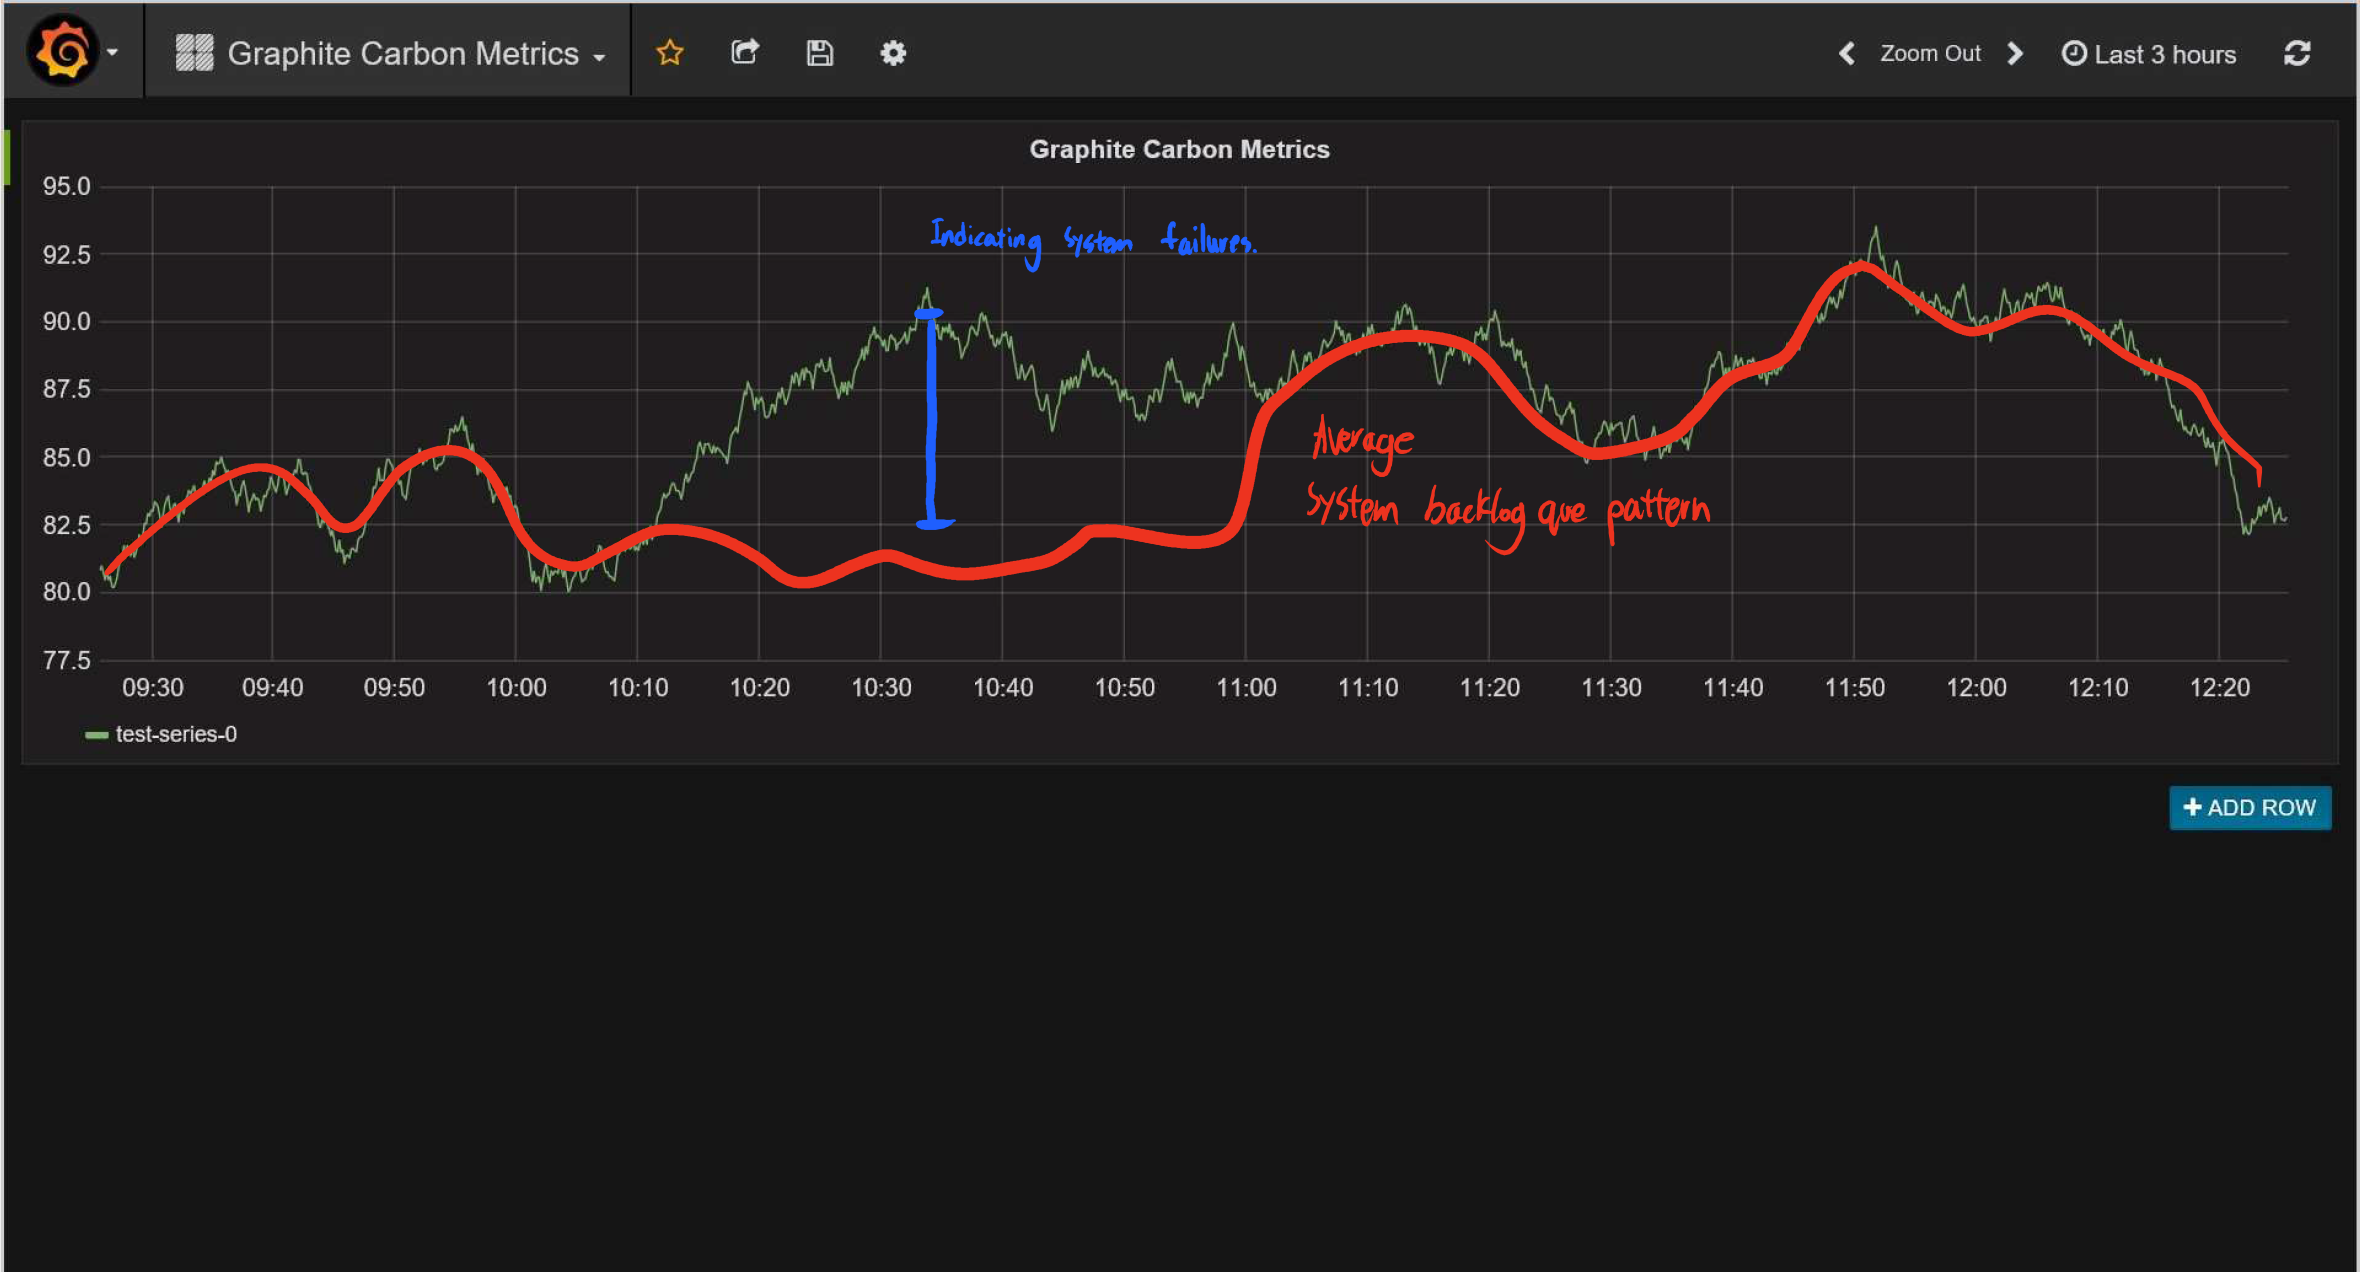 Graphite Carbon Metrics
Zoom Out
Last 3 hours
Graphite Carbon Metrics
95.0
92.5
90.0
87.5
85.0
82.5
80.0
77.5
Indicating system failures.
Average
System backlog que pattern
09:30 09:40 09:50 10:00 10:10 10:20 10:30 10:40 10:50 11:00 11:10 11:20 11:30 11:40 11:50 12:00 12:10 12:20
test-series-0
+ ADD ROW